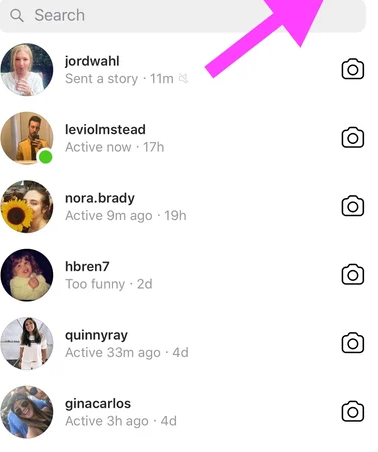 Search
jordwahl
Sent a story · 11m
leviolmstead
Active now · 17h
nora.brady
Active 9m ago · 19h
hbren7
Too funny · 2d
quinnyray
Active 33m ago · 4d
ginacarlos
Active 3h ago · 4d